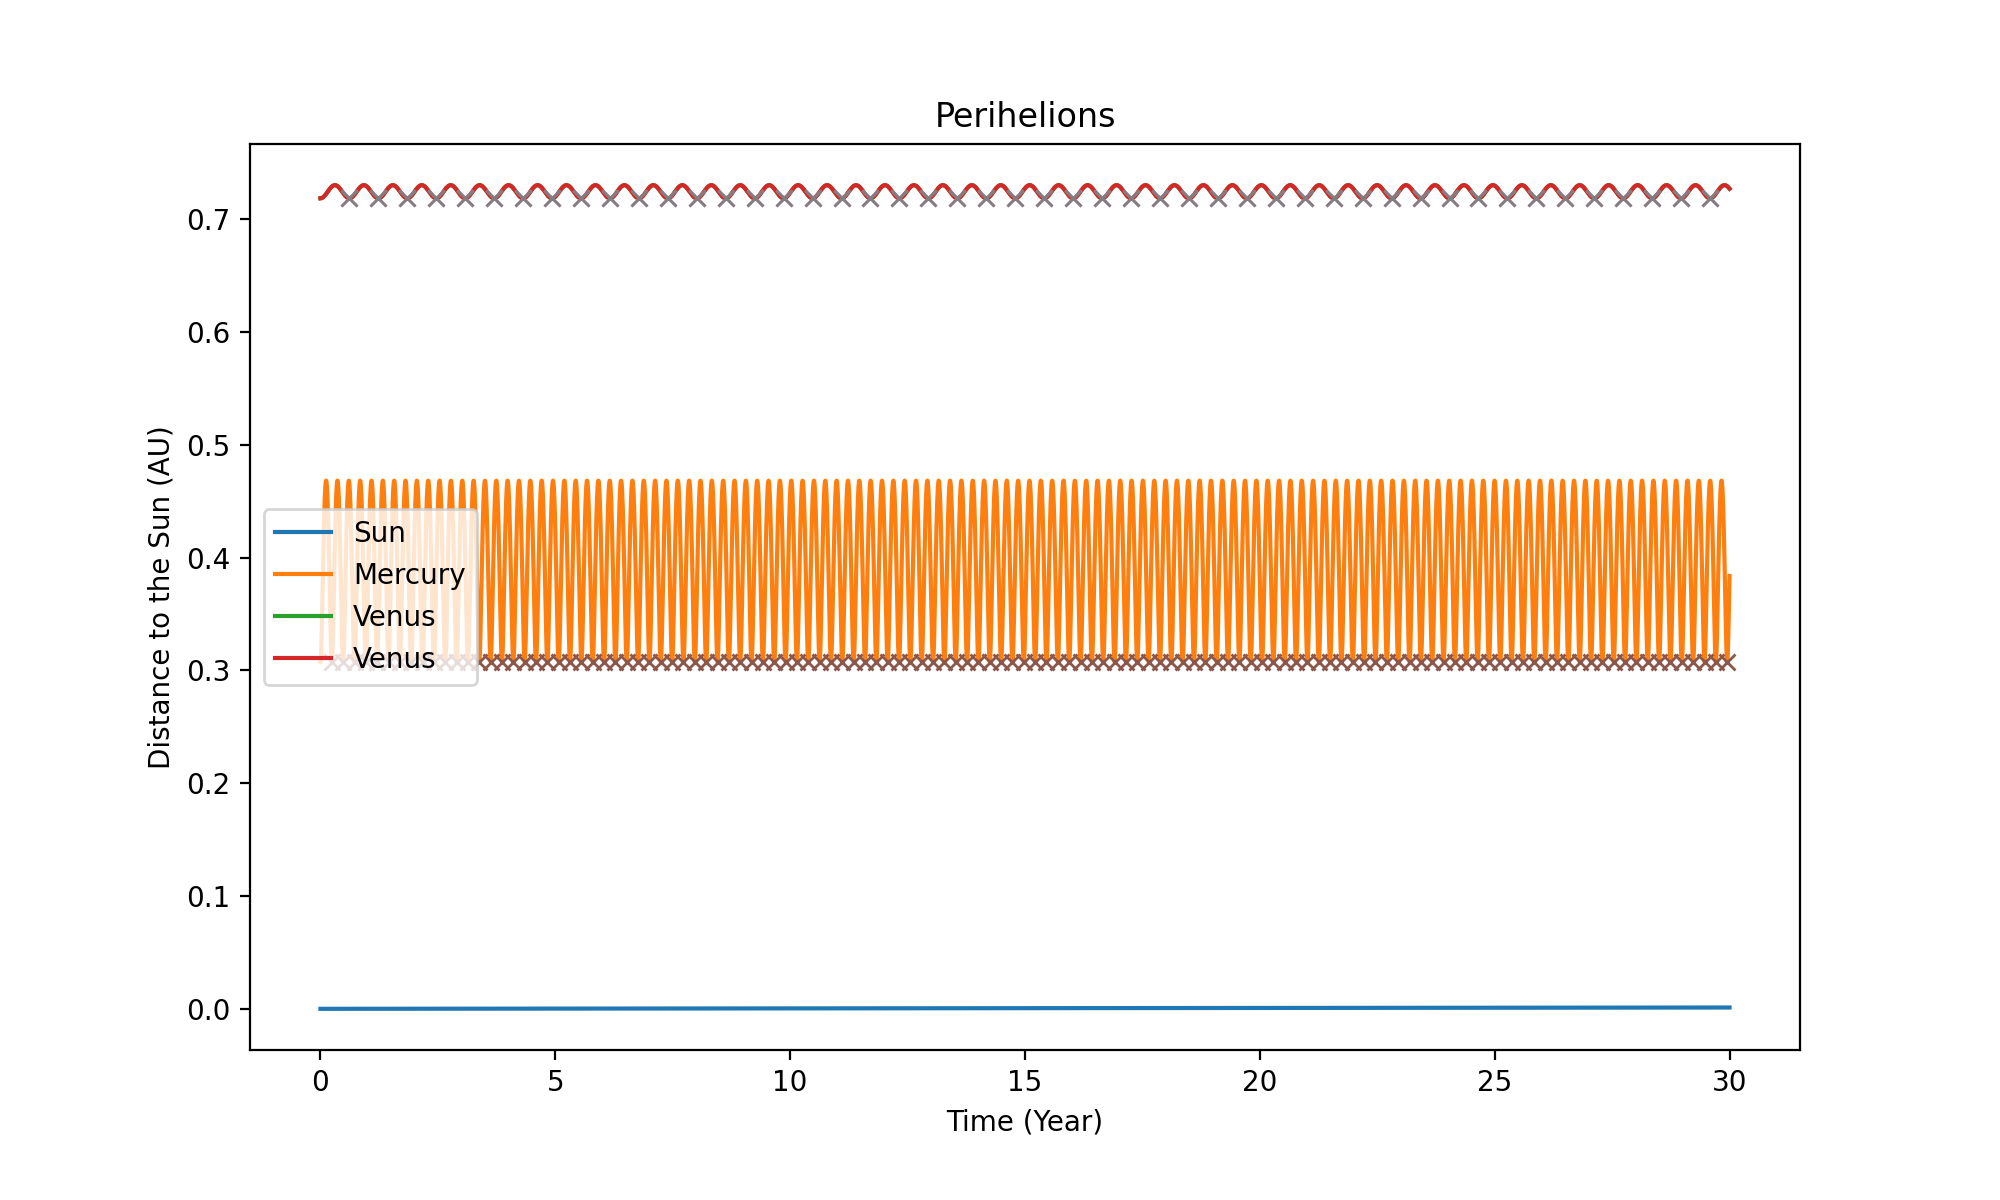 Perihelions
Distance to the Sun (AU)
0.7
0.6
0.5
0.4
0.3
0.2
0.1
0.0
Sun
Mercury
Venus
Venus
0 5 10 15 20 25 30
Time (Year)